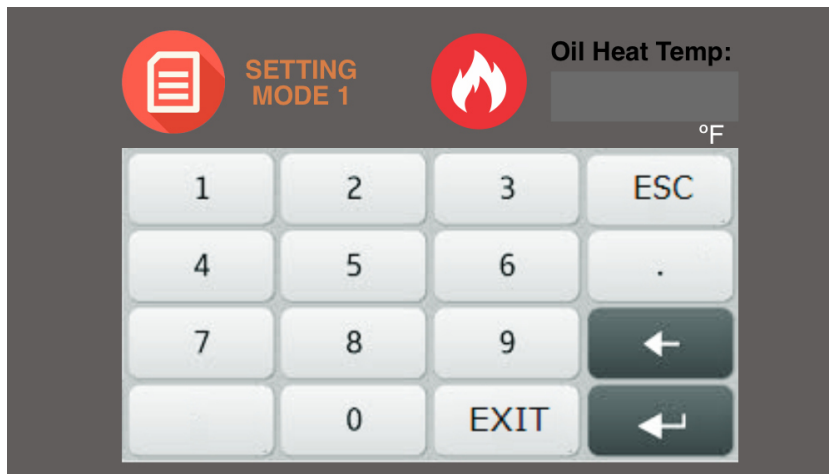 SETTING
MODE 1
Oil Heat Temp:
°F
1 2 3 ESC
4 5 6 .
7 8 9
0 EXIT